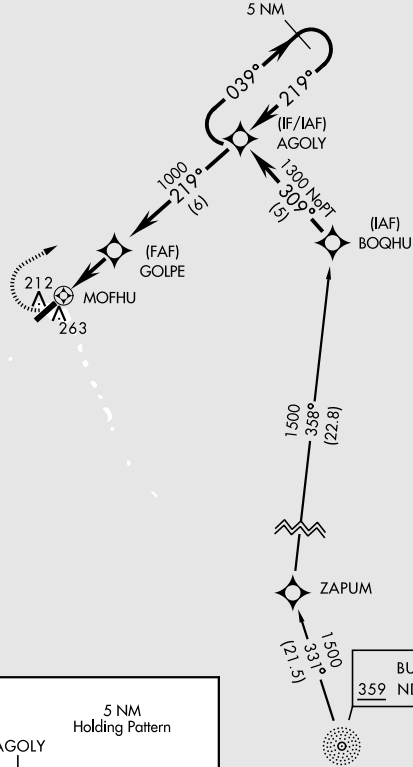 5 NM
039°
219°
(IF/IAF)
AGOLY
1000
219°
(6)
1300 NoPT
309°
(5)
(IAF)
BOQHU
(FAF)
GOLPE
212
MOFHU
263
1500
358°
(22.8)
ZAPUM
1500
331°
(21.5)
BU
359 ND
5 NM
Holding Pattern
AGOLY